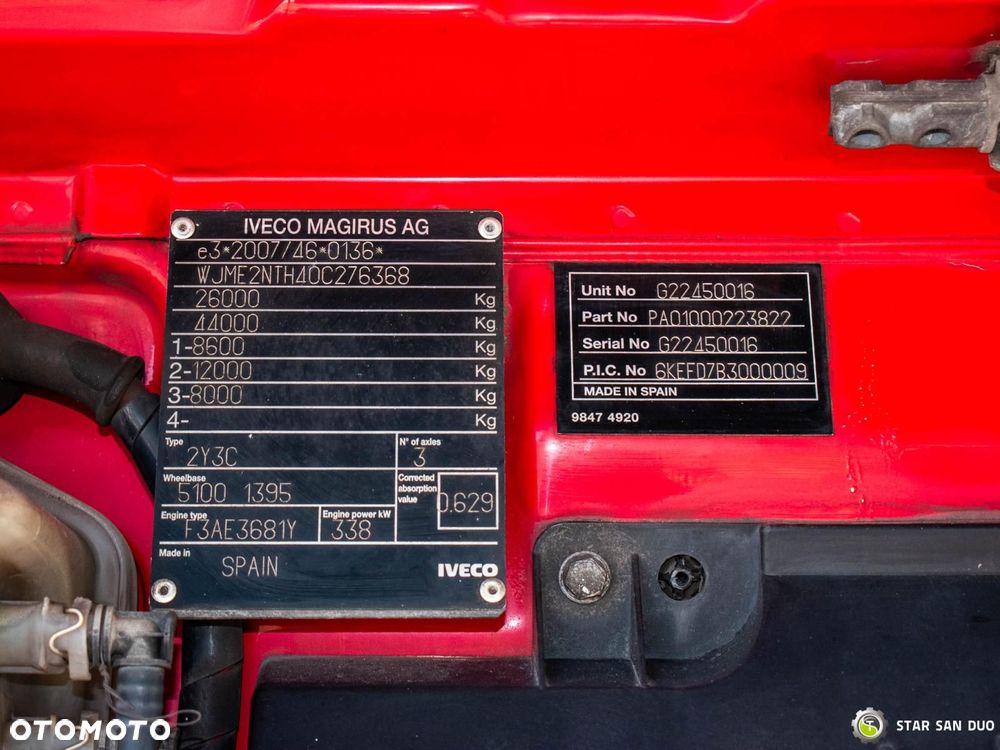 IVECO MAGIRUS AG
e3*2007/46*0136*
WJME2NTH40C276368
26000 Kg
44000 Kg
1-8600 Kg
2-12000 Kg
3-8000 Kg
4- Kg
Type 2Y3C
N° of axles 3
Wheelbase 5100 1395
Corrected absorption value 0.629
Engine type F3AE3681Y
Engine power kW 338
Made in SPAIN
IVECO
Unit No G22450016
Part No PA01000223822
Serial No G22450016
P.I.C. No 6KEFD7B3000009
MADE IN SPAIN
9847 4920
OTOMOTO
STAR SAN DUO